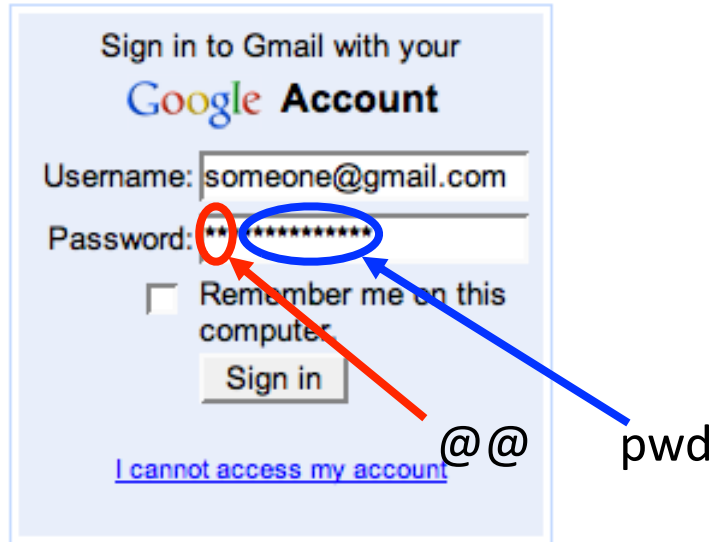 Sign in to Gmail with your
Google Account
Username: someone@gmail.com
Password: ****************
Remember me on this
computer.
Sign in
@@ pwd
I cannot access my account